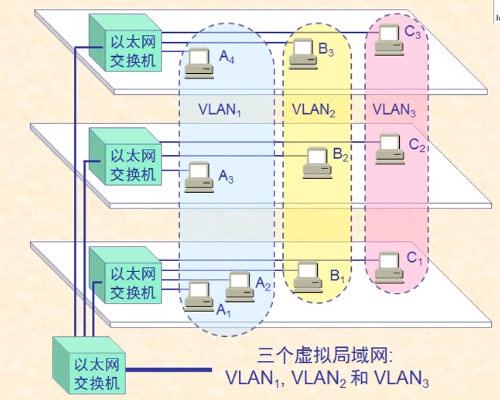 以太网
交换机
A4
B3
C3
VLAN1
VLAN2
VLAN3
以太网
交换机
A3
B2
C2
以太网
交换机
A1
A2
B1
C1
以太网
交换机
三个虚拟局域网:
VLAN1, VLAN2 和 VLAN3
h